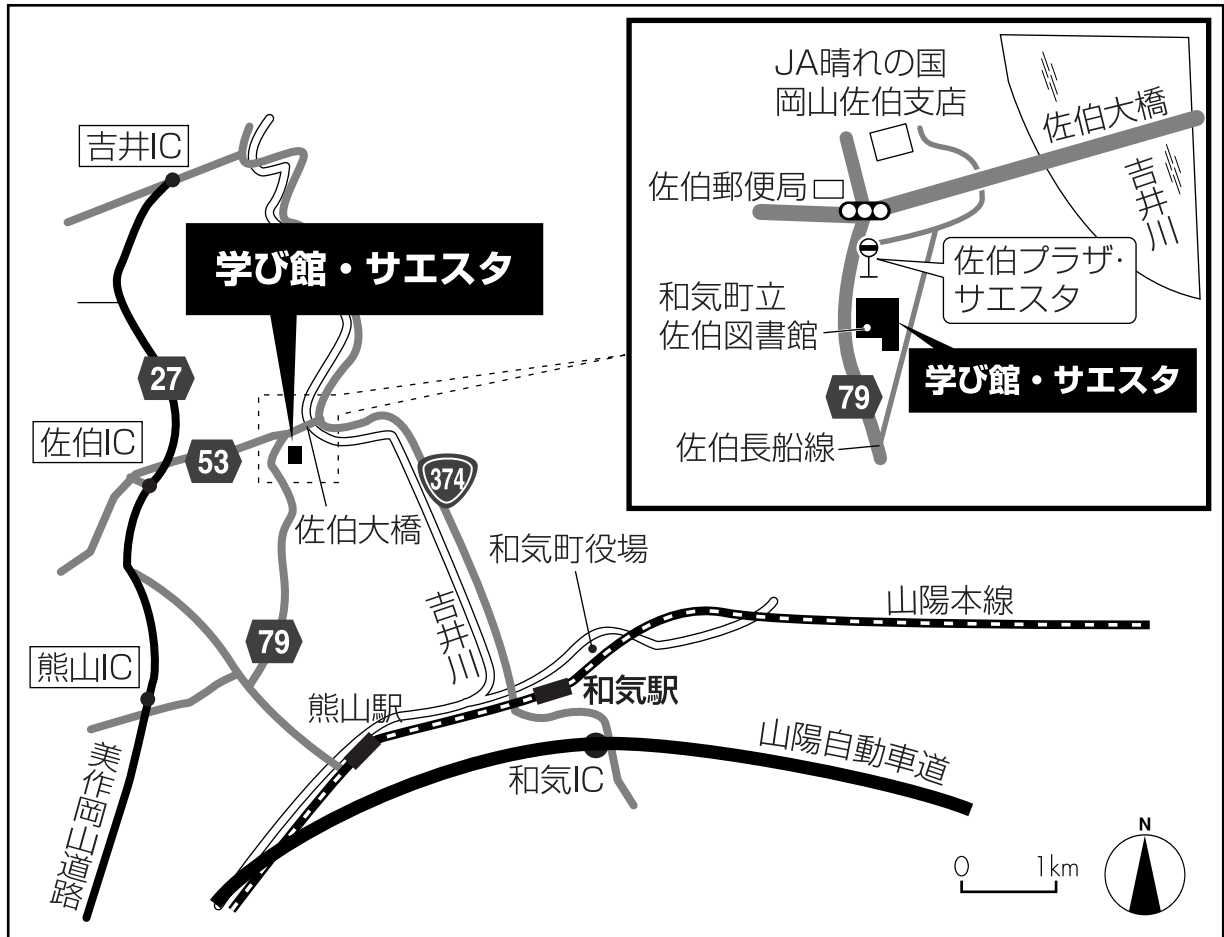 吉井IC
学び館・サエスタ
27
佐伯IC
53
374
佐伯大橋
和気町役場
吉井川
山陽本線
79
熊山IC
熊山駅
和気駅
美作岡山道路
和気IC
山陽自動車道
0 1km
N
JA晴れの国
岡山佐伯支店
佐伯大橋
佐伯郵便局
吉井川
佐伯プラザ・
サエスタ
和気町立
佐伯図書館
学び館・サエスタ
79
佐伯長船線